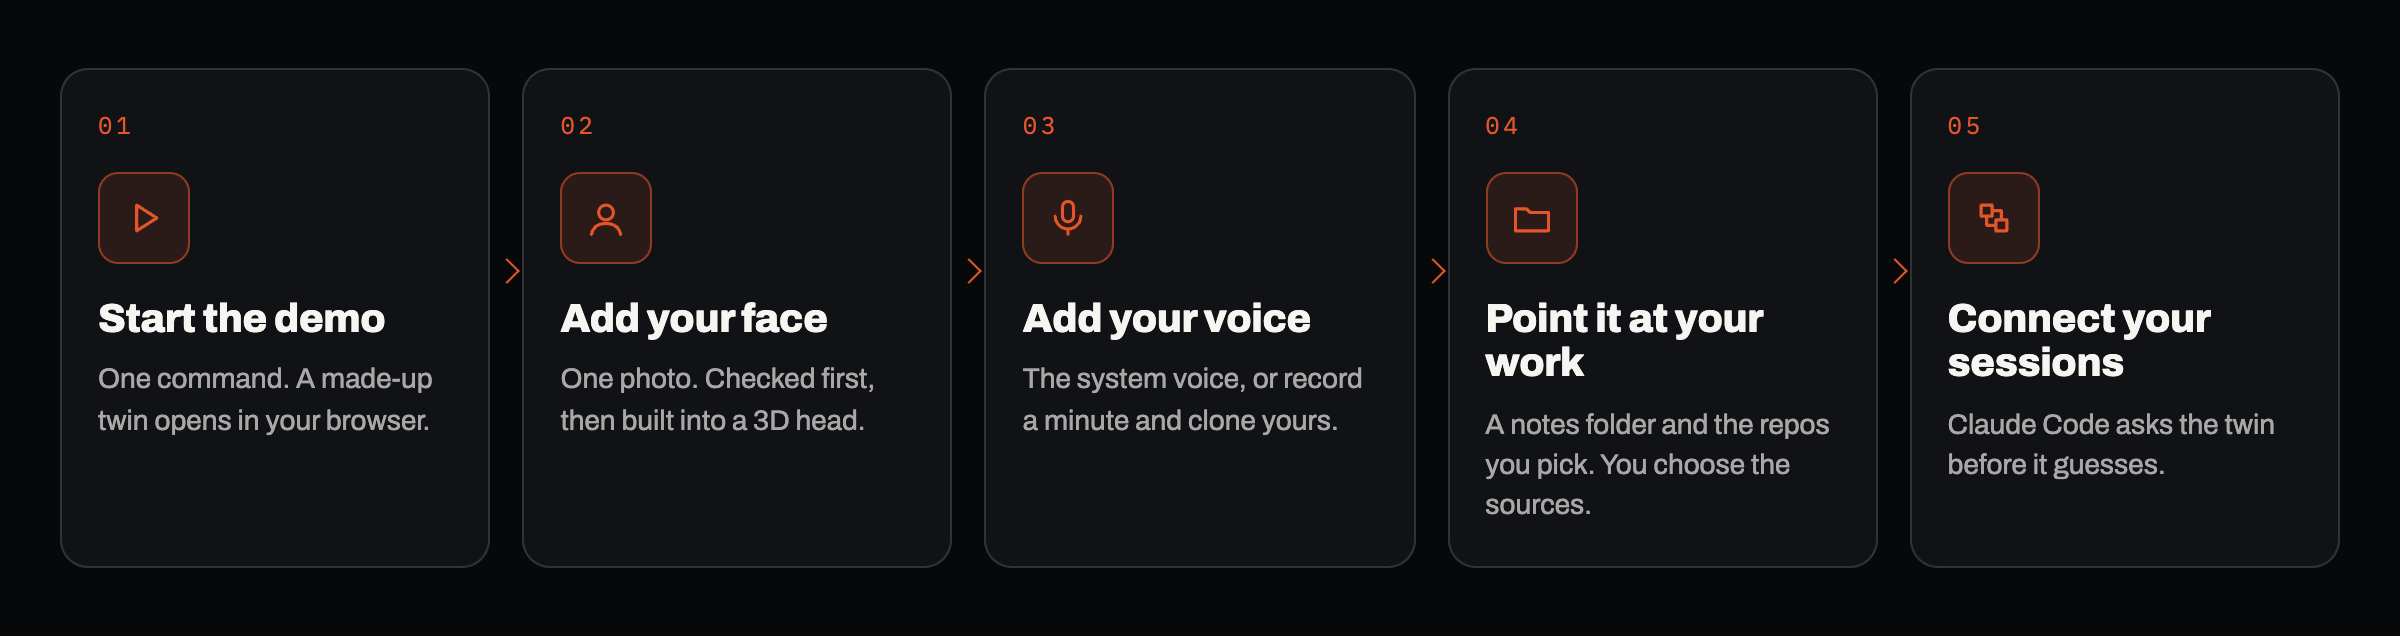 01
Start the demo
One command. A made-up
twin opens in your browser.
02
Add your face
One photo. Checked first,
then built into a 3D head.
03
Add your voice
The system voice, or record
a minute and clone yours.
04
Point it at your
work
A notes folder and the repos
you pick. You choose the
sources.
05
Connect your
sessions
Claude Code asks the twin
before it guesses.